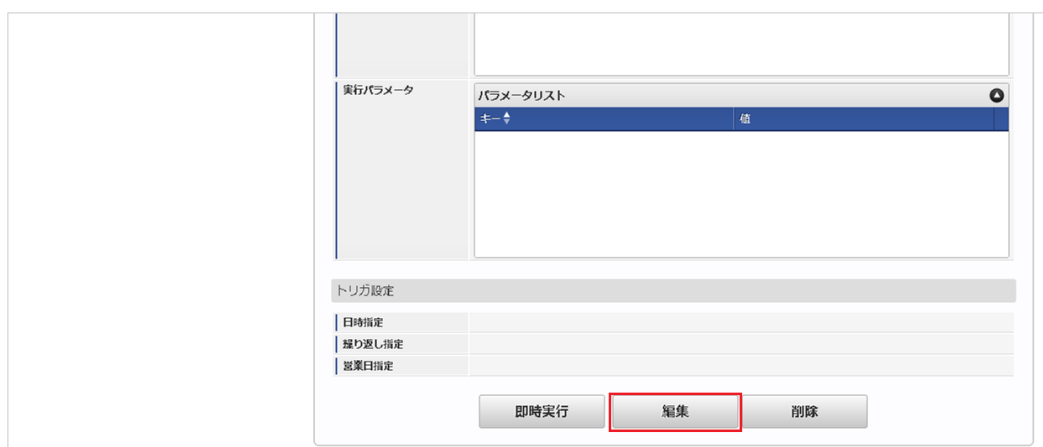 実行パラメータ
パラメータリスト
キー 値
トリガ設定
日時指定
繰り返し指定
営業日指定
即時実行 編集 削除